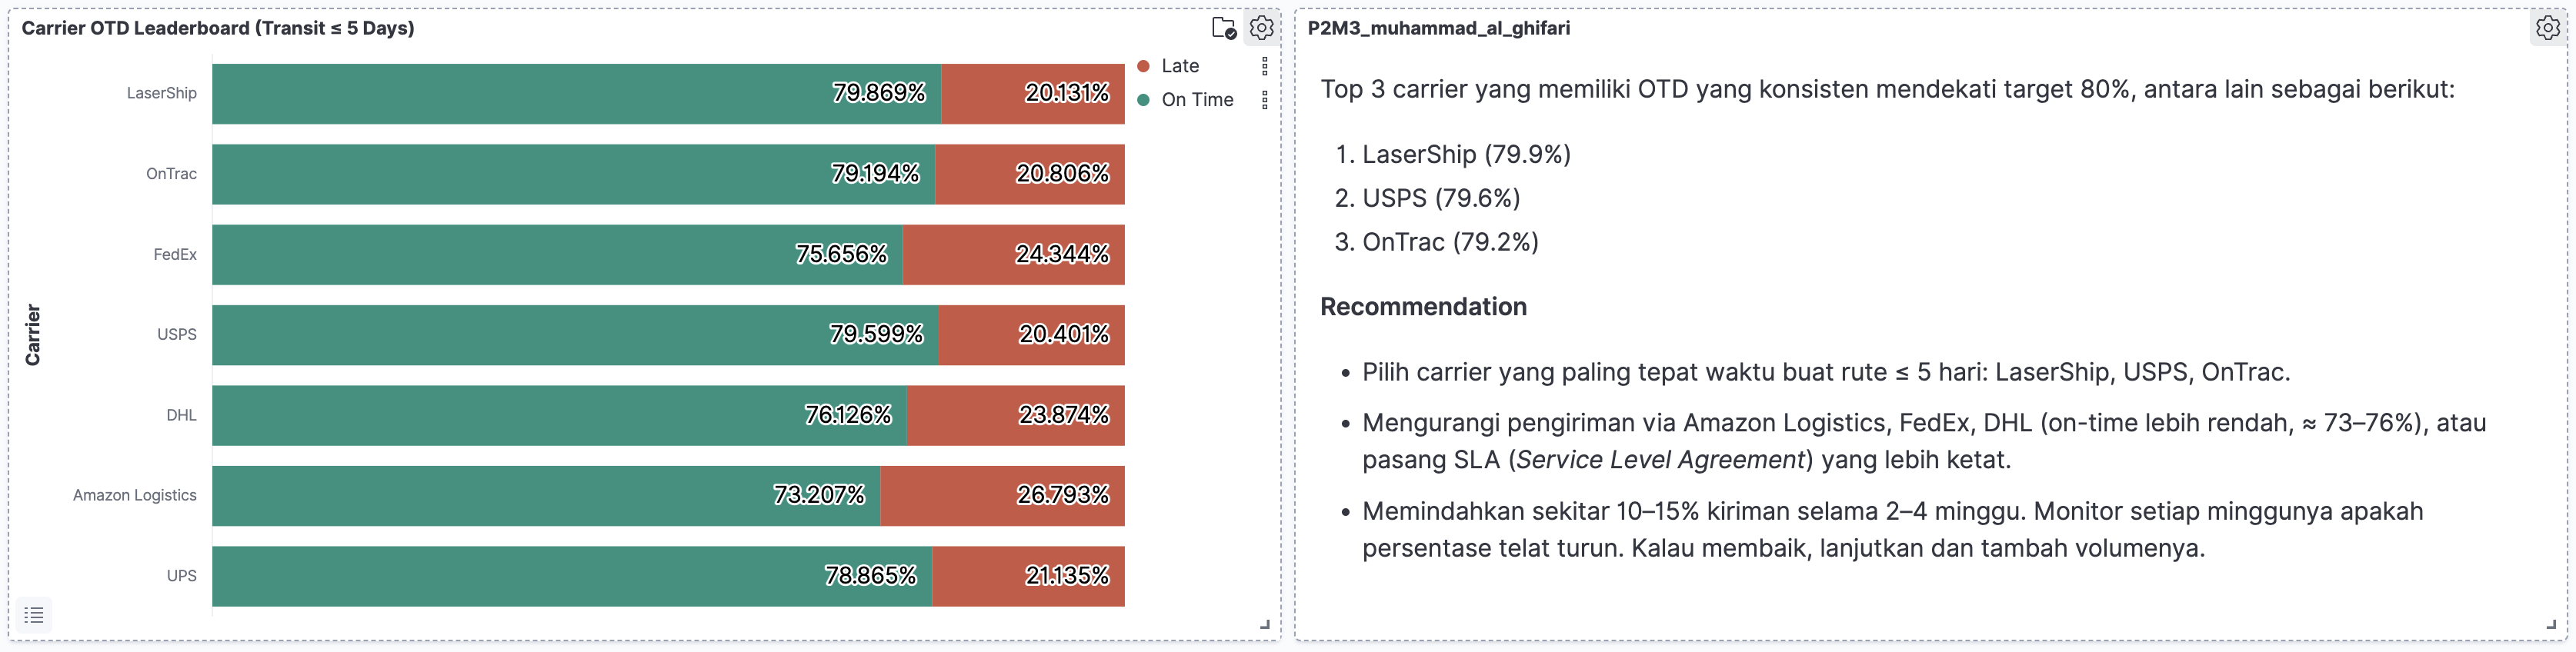 Carrier OTD Leaderboard (Transit ≤ 5 Days)
Late
On Time
Carrier
LaserShip
79.869%
20.131%
OnTrac
79.194%
20.806%
FedEx
75.656%
24.344%
USPS
79.599%
20.401%
DHL
76.126%
23.874%
Amazon Logistics
73.207%
26.793%
UPS
78.865%
21.135%
P2M3_muhammad_al_ghifari
Top 3 carrier yang memiliki OTD yang konsisten mendekati target 80%, antara lain sebagai berikut:
1. LaserShip (79.9%)
2. USPS (79.6%)
3. OnTrac (79.2%)
Recommendation
• Pilih carrier yang paling tepat waktu buat rute ≤ 5 hari: LaserShip, USPS, OnTrac.
• Mengurangi pengiriman via Amazon Logistics, FedEx, DHL (on-time lebih rendah, ≈ 73–76%), atau
pasang SLA (Service Level Agreement) yang lebih ketat.
• Memindahkan sekitar 10–15% kiriman selama 2–4 minggu. Monitor setiap minggunya apakah
persentase telat turun. Kalau membaik, lanjutkan dan tambah volumenya.